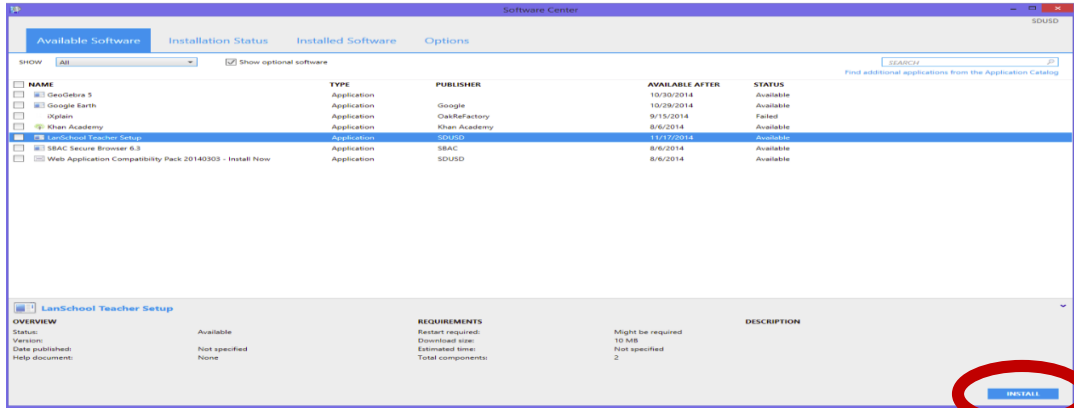 Software Center
SDUSD
Available Software Installation Status Installed Software Options
SHOW All Show optional software SEARCH
Find additional applications from the Application Catalog
NAME TYPE PUBLISHER AVAILABLE AFTER STATUS
GeoGebra 5 Application 10/30/2014 Available
Google Earth Application Google 10/29/2014 Available
iXplain Application OakReFactory 9/15/2014 Failed
Khan Academy Application Khan Academy 8/6/2014 Available
LanSchool Teacher Setup Application SDUSD 11/17/2014 Available
SBAC Secure Browser 6.3 Application SBAC 8/6/2014 Available
Web Application Compatibility Pack 20140303 - Install Now Application SDUSD 8/6/2014 Available
LanSchool Teacher Setup
OVERVIEW REQUIREMENTS DESCRIPTION
Status: Available Restart required: Might be required
Version: Download size: 10 MB
Date published: Not specified Estimated time: Not specified
Help document: None Total components: 2
INSTALL